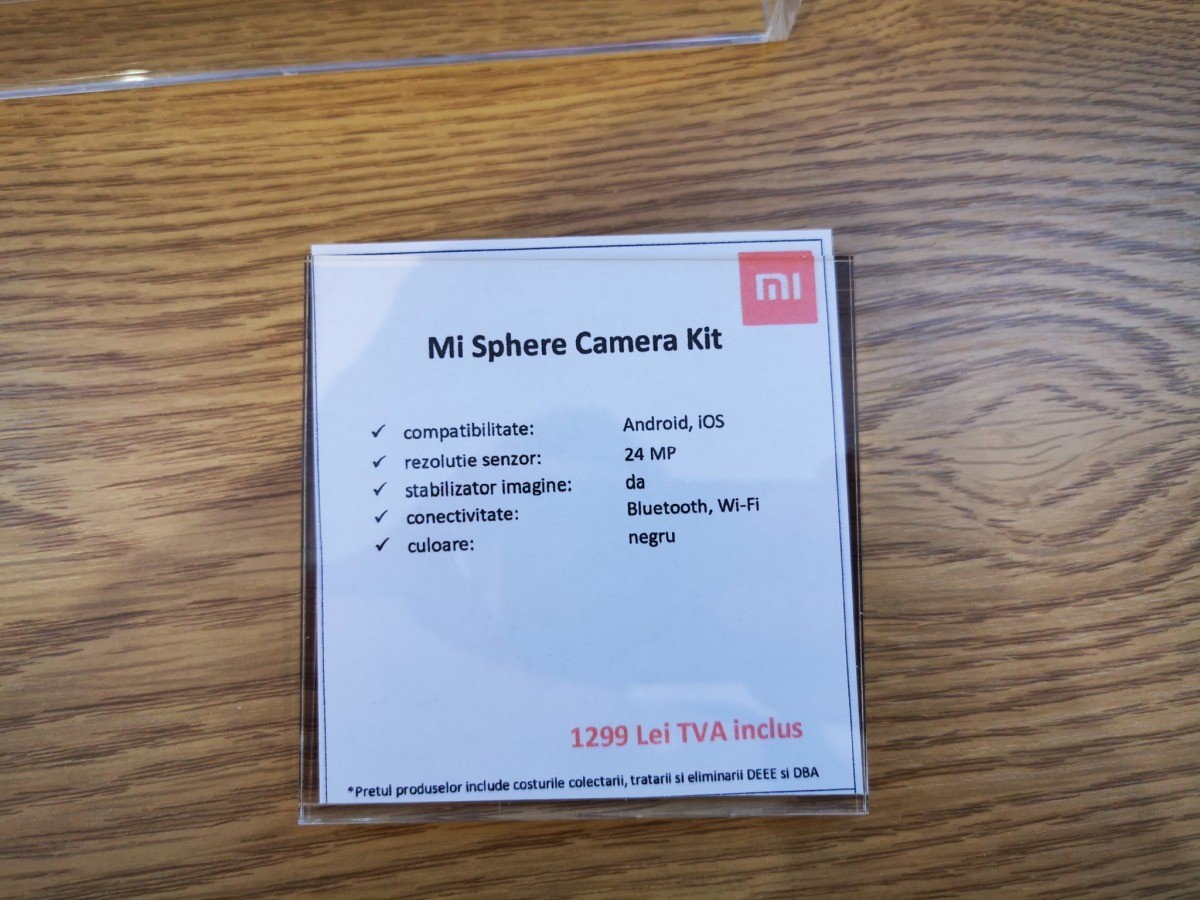 mi
Mi Sphere Camera Kit
✓ compatibilitate: Android, iOS
✓ rezolutie senzor: 24 MP
✓ stabilizator imagine: da
✓ conectivitate: Bluetooth, Wi-Fi
✓ culoare: negru
1299 Lei TVA inclus
*Pretul produselor include costurile colectarii, tratarii si eliminarii DEEE si DBA